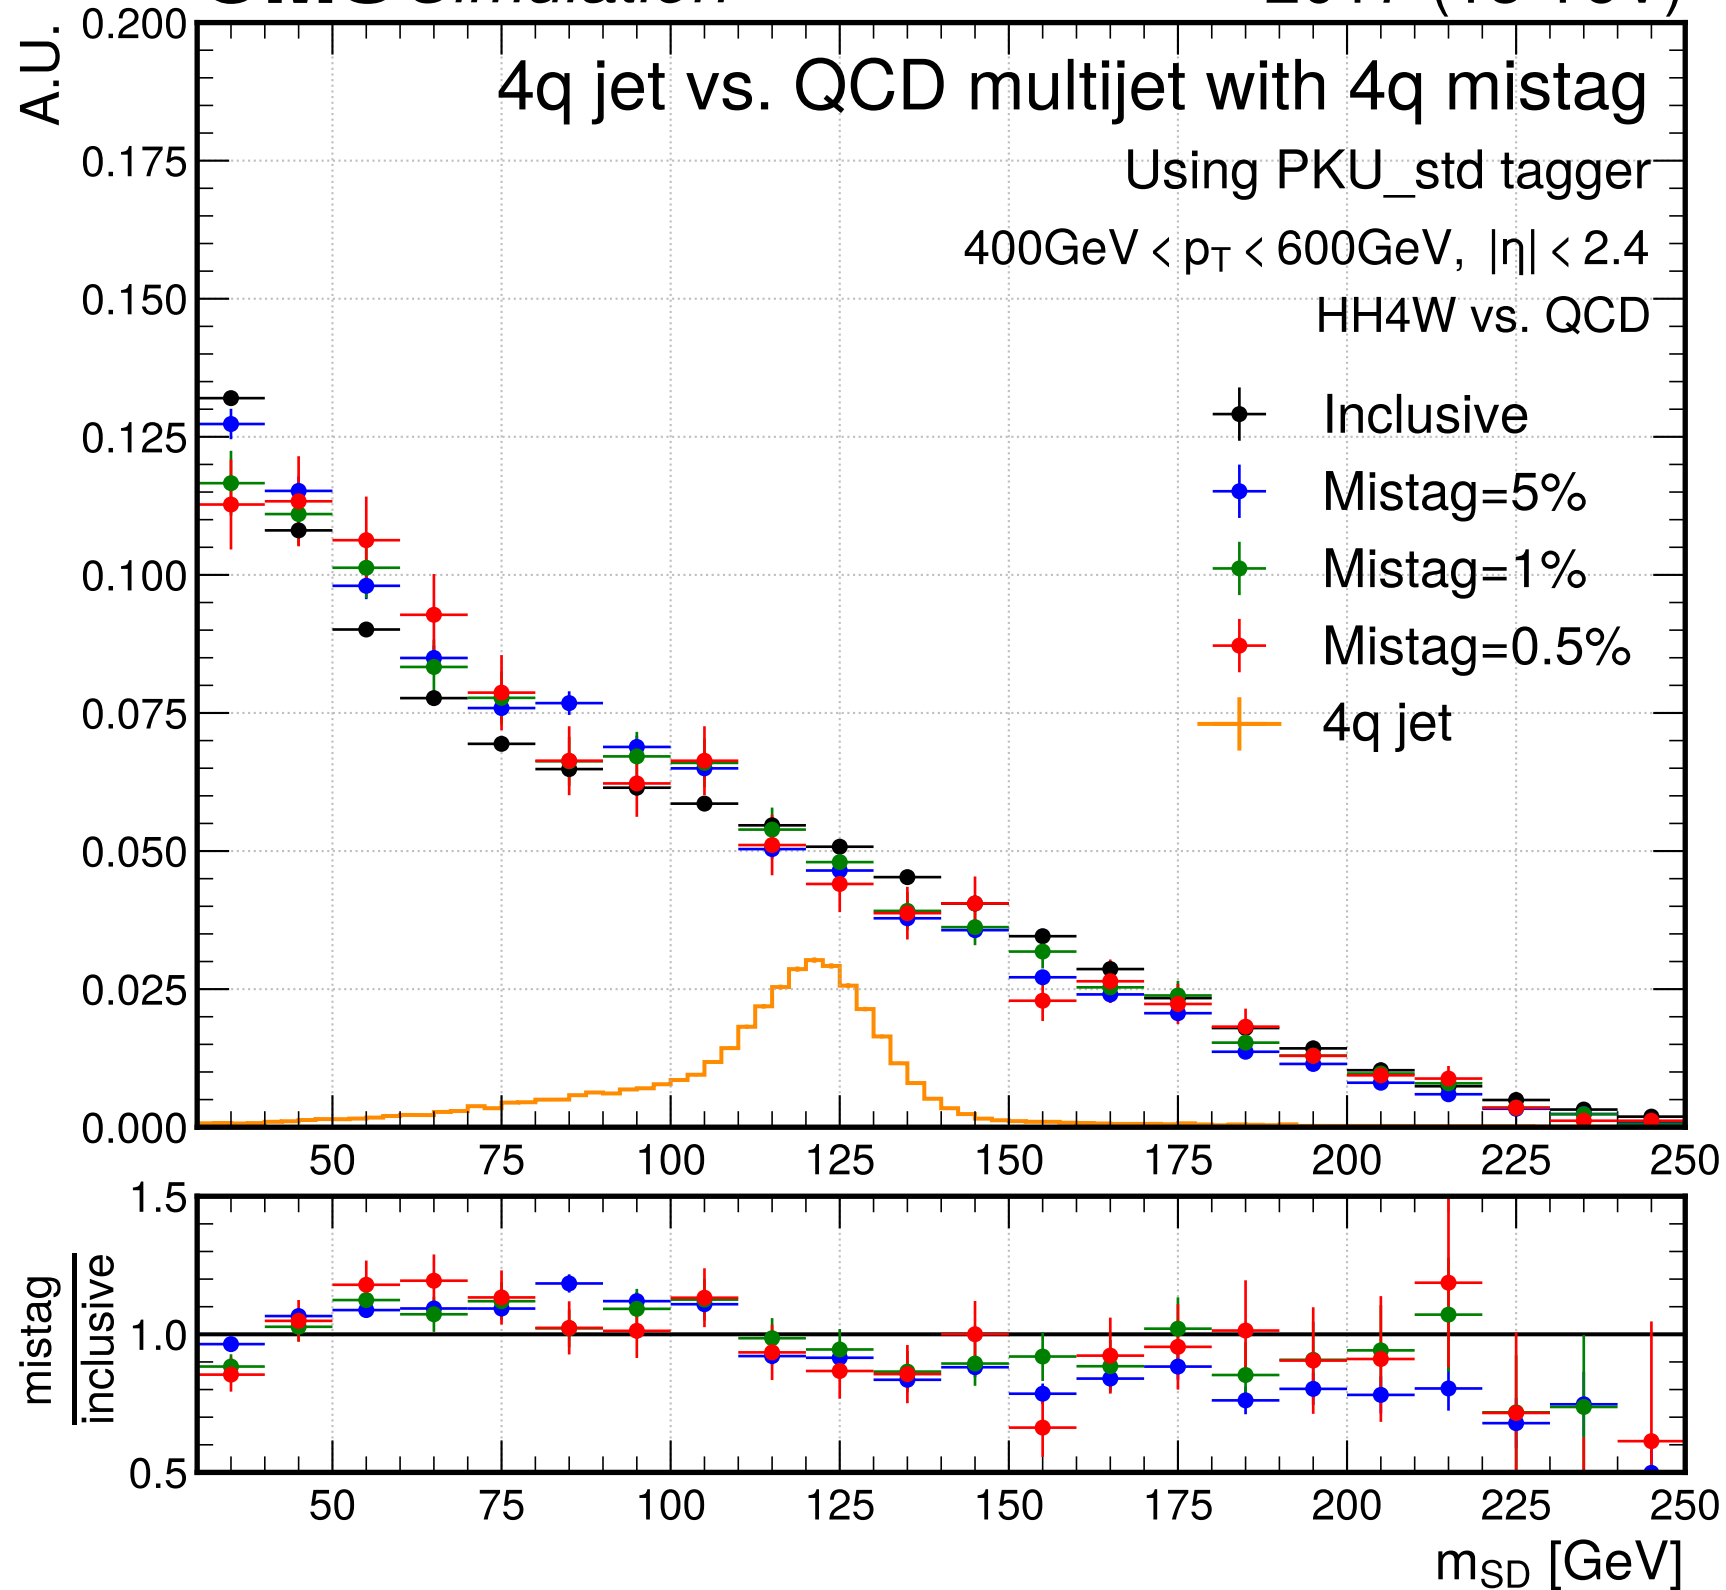 0.200
A.U.
4q jet vs. QCD multijet with 4q mistag
0.175
Using PKU_std tagger
400GeV < pT < 600GeV, |η| < 2.4
0.150
HH4W vs. QCD
Inclusive
0.125
Mistag=5%
Mistag=1%
0.100
Mistag=0.5%
0.075
4q jet
0.050
0.025
0.000
50 75 100 125 150 175 200 225 250
1.5
mistag
inclusive
1.0
0.5
50 75 100 125 150 175 200 225 250
mSD [GeV]